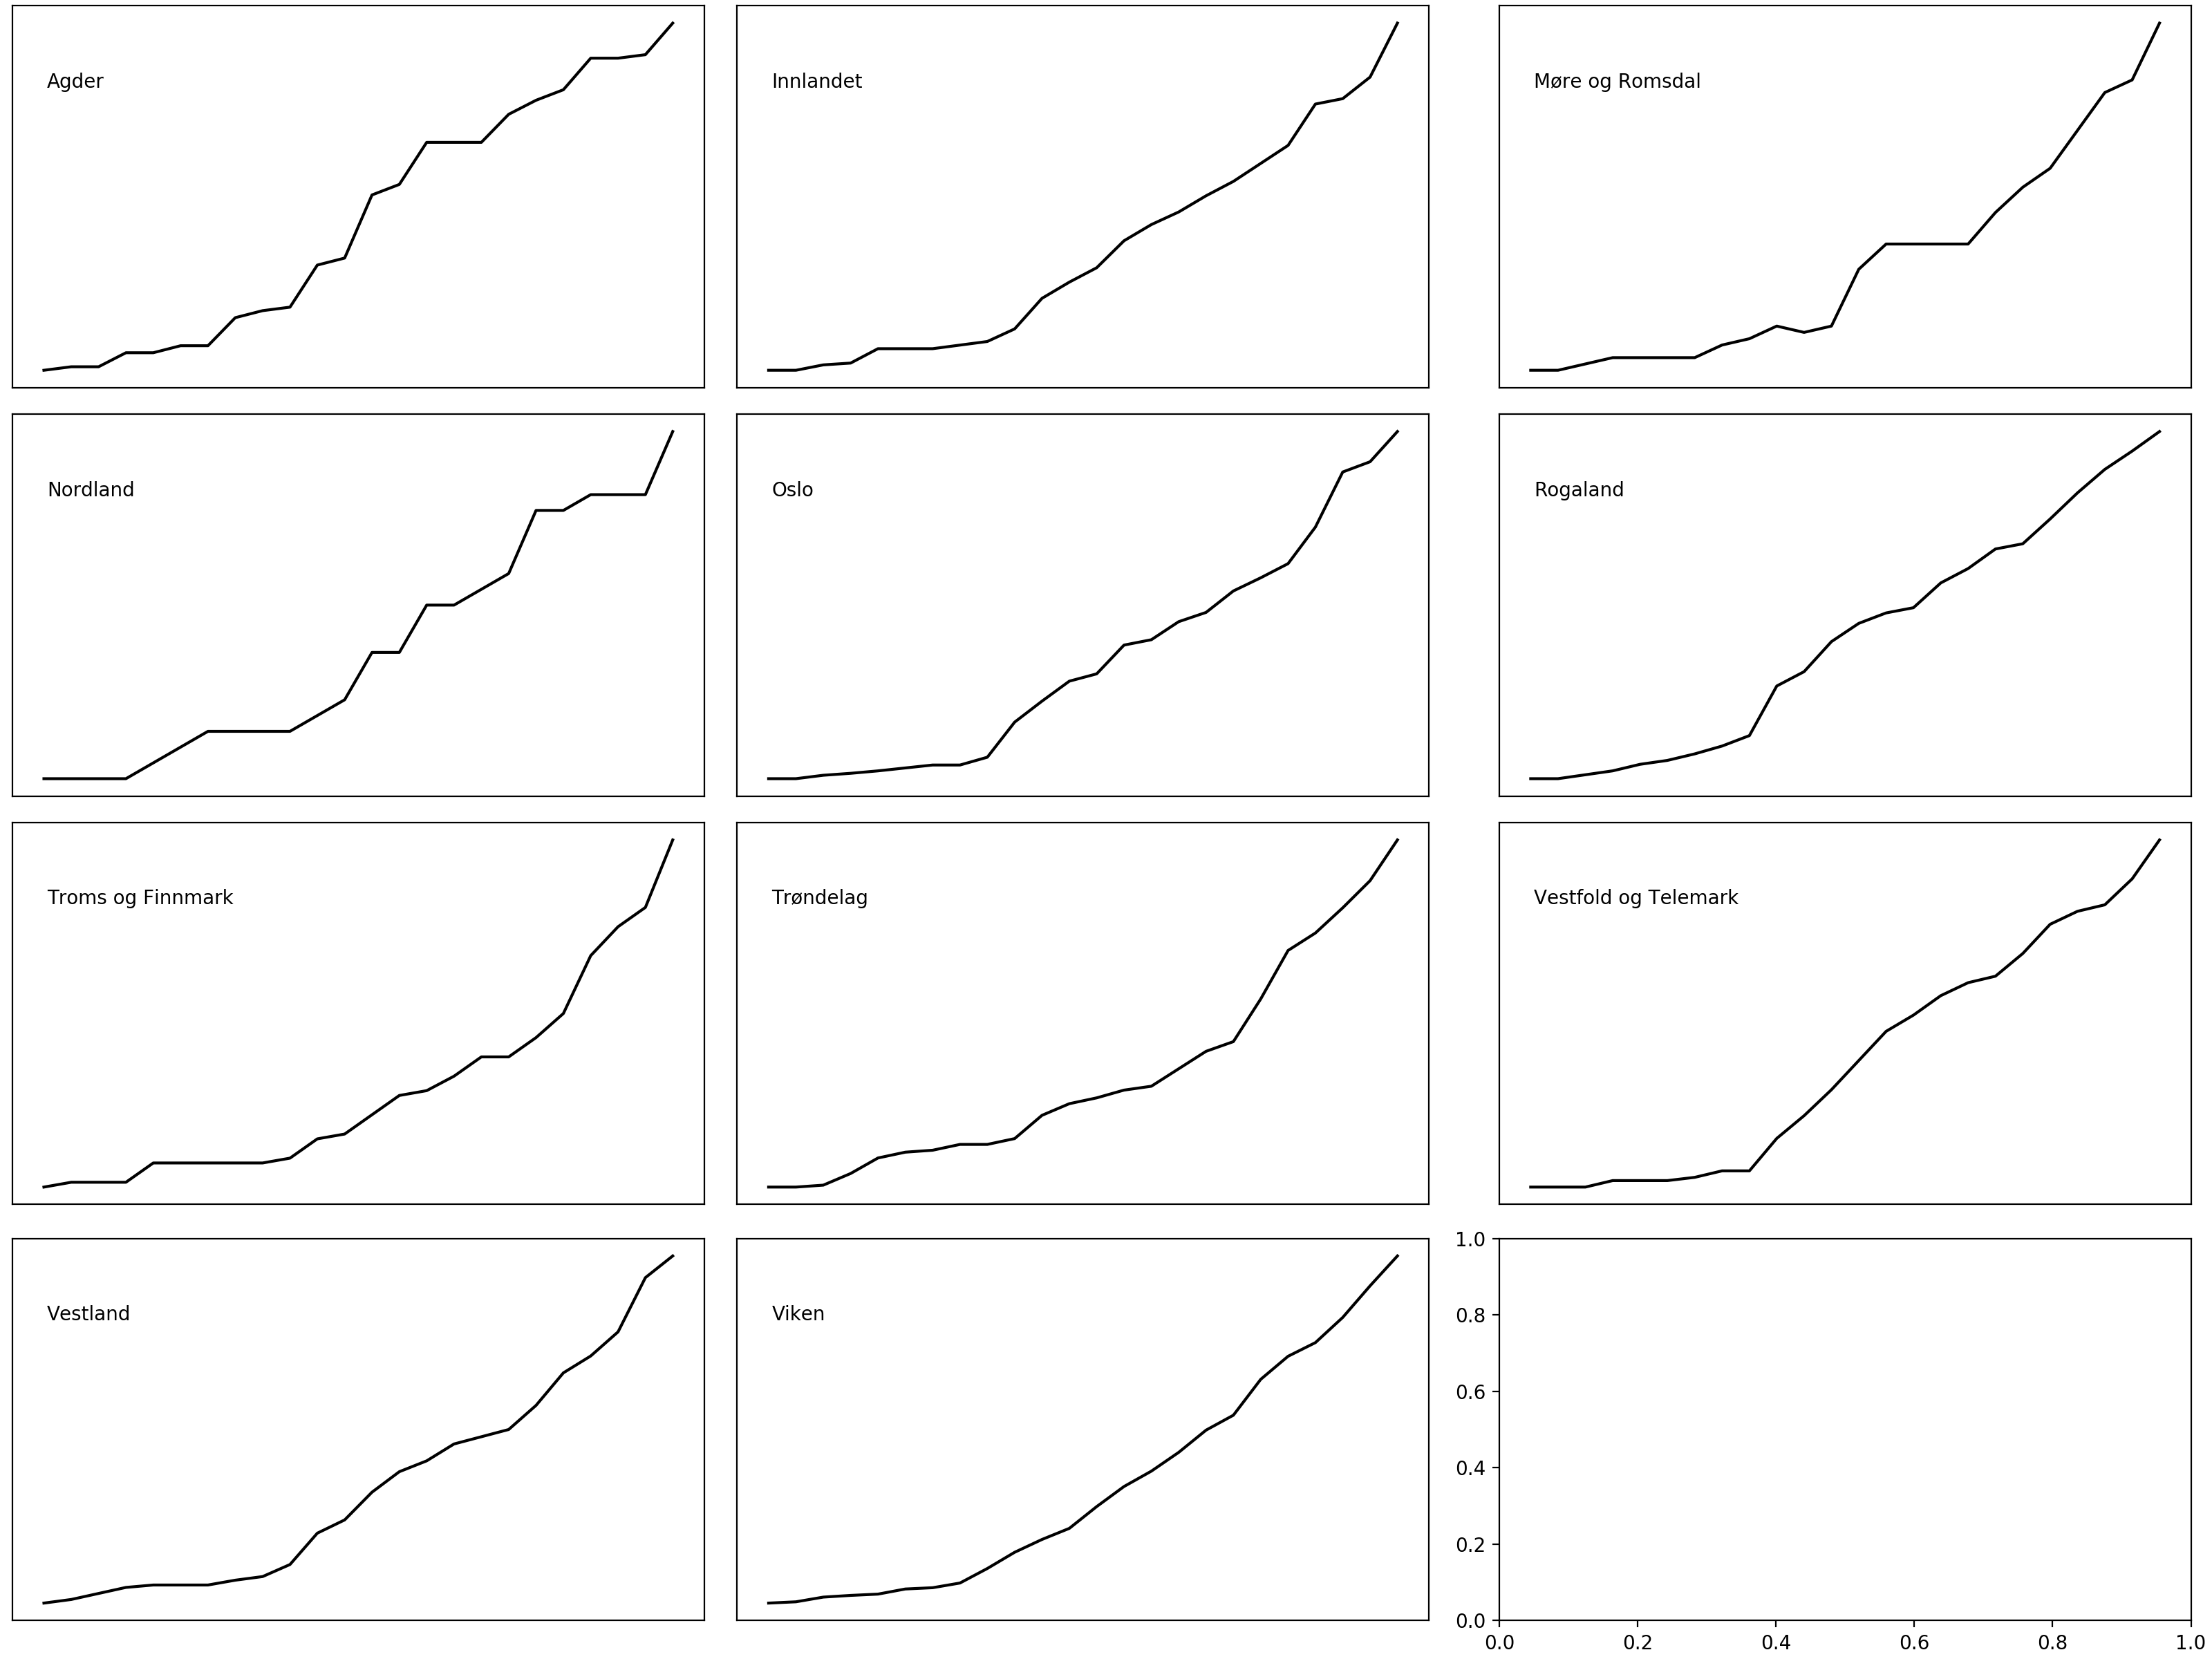 Agder
Innlandet
Møre og Romsdal
Nordland
Oslo
Rogaland
Troms og Finnmark
Trøndelag
Vestfold og Telemark
Vestland
Viken
1.0
0.8
0.6
0.4
0.2
0.0
0.0 0.2 0.4 0.6 0.8 1.0